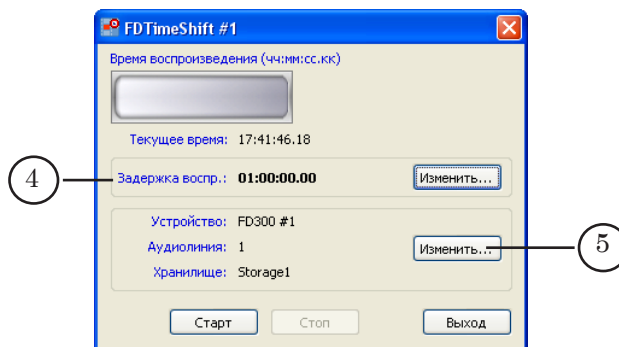 FDTimeShift #1
Время воспроизведения (чч:мм:сс.кк)
Текущее время: 17:41:46.18
4
Задержка воспр.: 01:00:00.00 Изменить...
Устройство: FD300 #1
Аудиолиния: 1 Изменить... 5
Хранилище: Storage1
Старт Стоп Выход